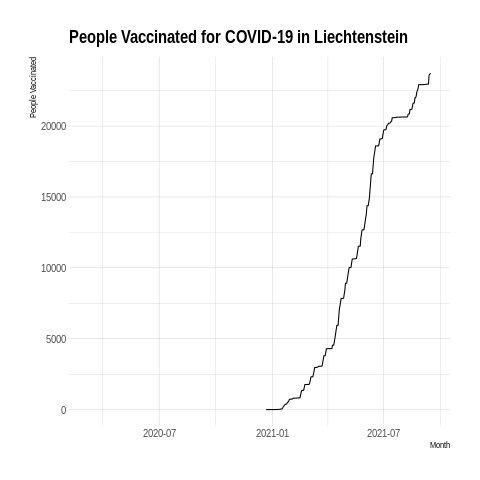 People Vaccinated for COVID-19 in Liechtenstein
People Vaccinated
20000
15000
10000
5000
0
2020-07
2021-01
2021-07
Month